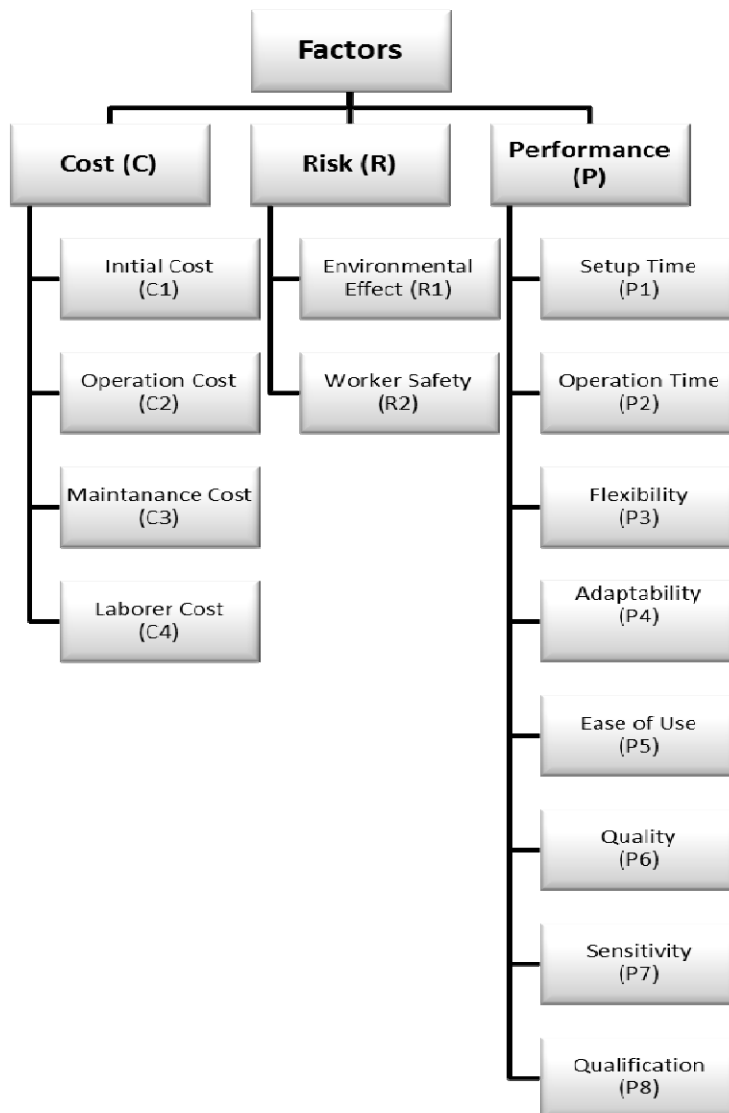 Factors
Cost (C)
Initial Cost
(C1)
Operation Cost
(C2)
Maintanance Cost
(C3)
Laborer Cost
(C4)
Risk (R)
Environmental
Effect (R1)
Worker Safety
(R2)
Performance
(P)
Setup Time
(P1)
Operation Time
(P2)
Flexibility
(P3)
Adaptability
(P4)
Ease of Use
(P5)
Quality
(P6)
Sensitivity
(P7)
Qualification
(P8)